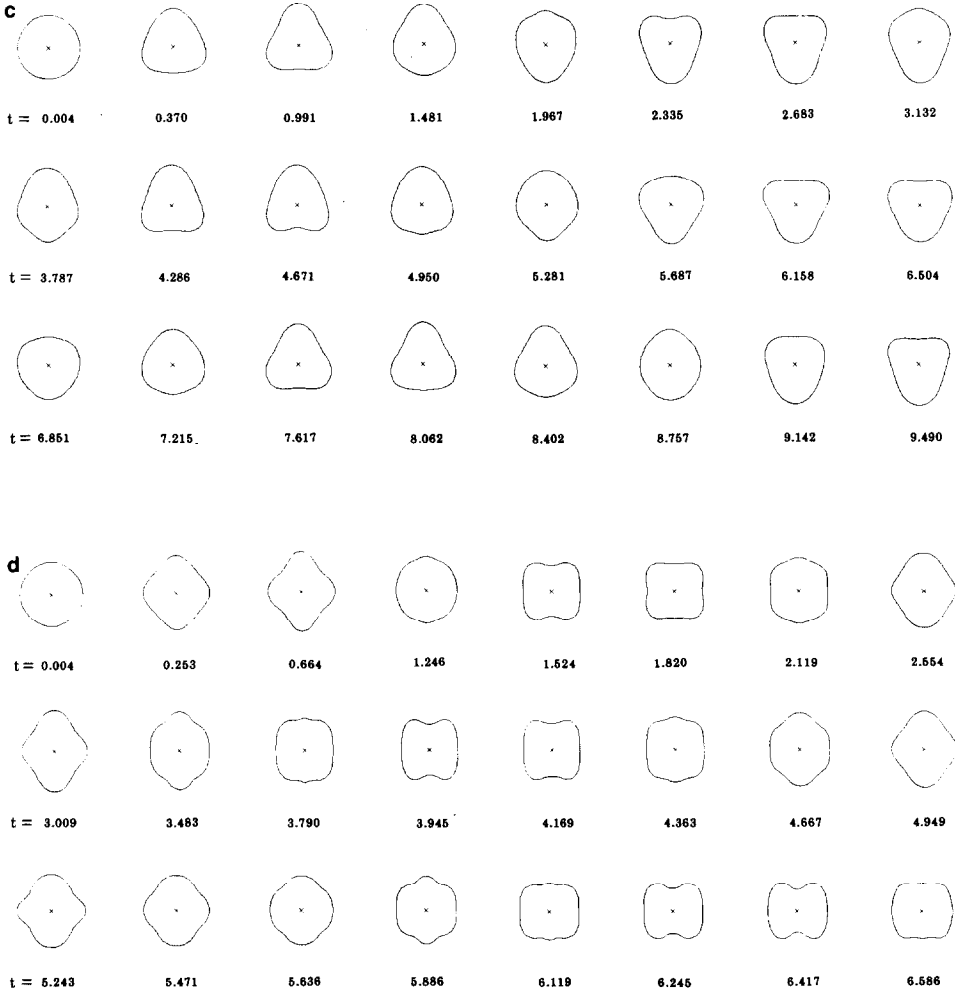 c
t = 0.004 0.370 0.991 1.481 1.967 2.335 2.683 3.132
t = 3.787 4.286 4.671 4.950 5.281 5.687 6.158 6.504
t = 6.851 7.215 7.617 8.062 8.402 8.757 9.142 9.490
d
t = 0.004 0.253 0.664 1.246 1.524 1.820 2.119 2.554
t = 3.009 3.483 3.790 3.945 4.169 4.363 4.667 4.949
t = 5.243 5.471 5.636 5.886 6.119 6.245 6.417 6.586